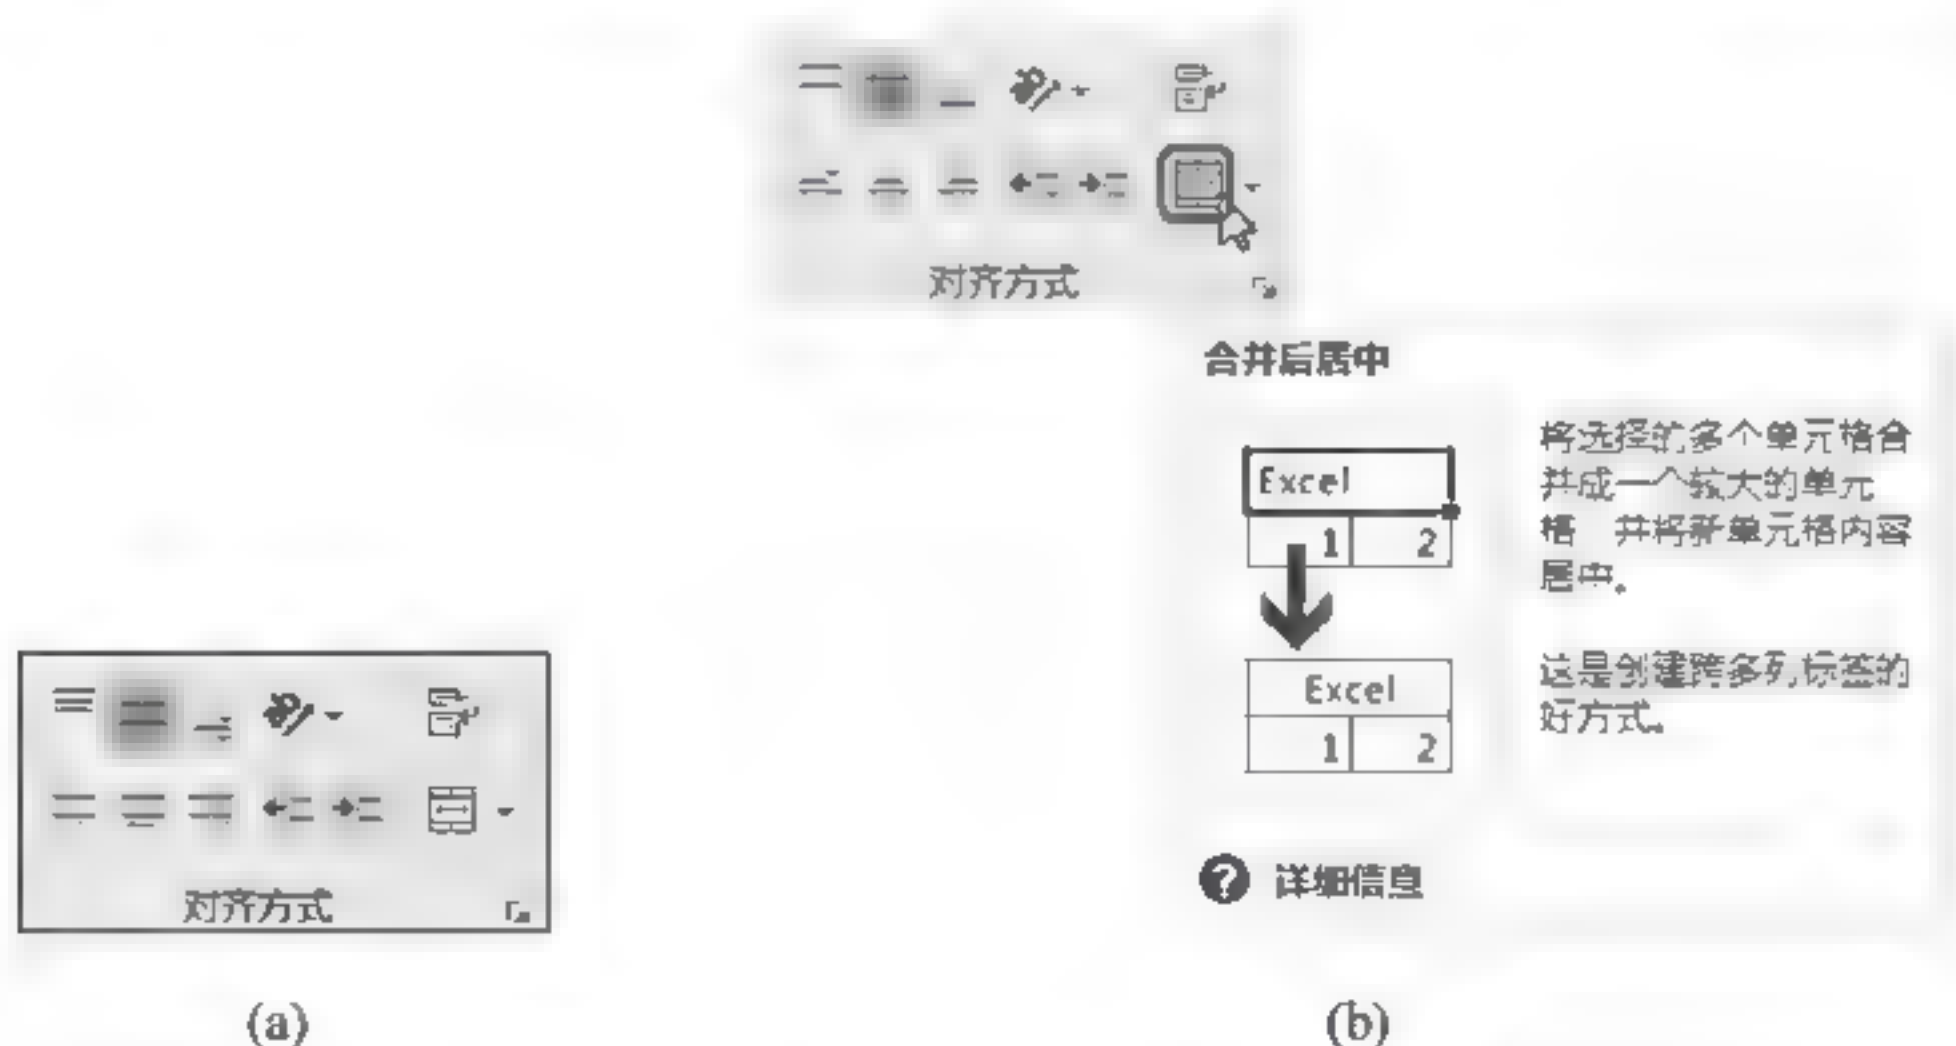 对齐方式
合并后居中
Excel
1 2
Excel
1 2
将选择的多个单元格合
并成一个较大的单元
格 并将新单元格内容
居中。
这是创建跨多列标签的
好方式。
? 详细信息
对齐方式
(a)
(b)